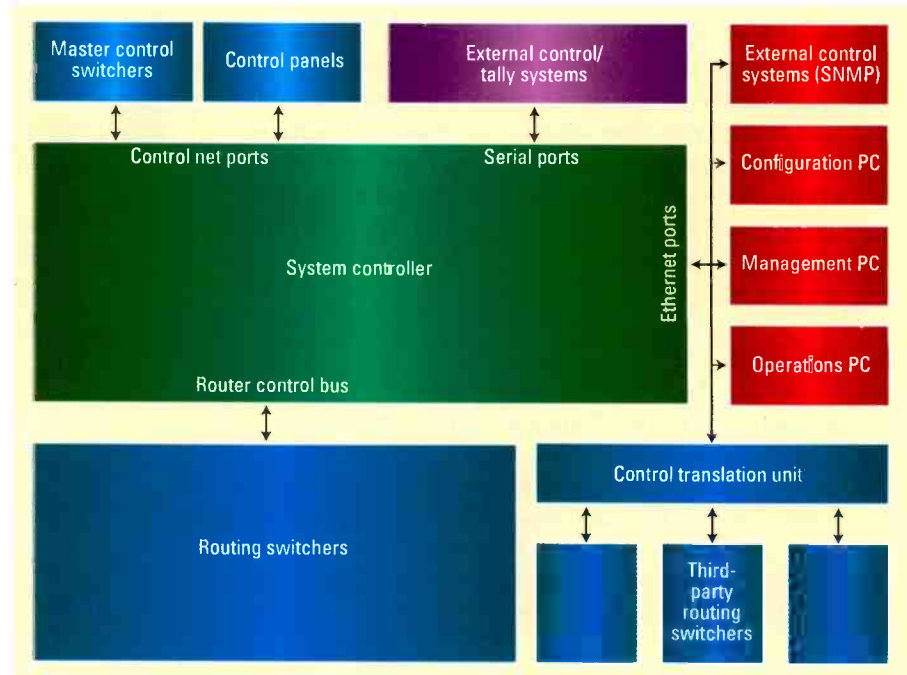 Master control
switchers
Control panels
External control/
tally systems
External control
systems (SNMP)
Control net ports
Serial ports
Configuration PC
Ethernet ports
System controller
Management PC
Operations PC
Router control bus
Control translation unit
Routing switchers
Third-
party
routing
switchers